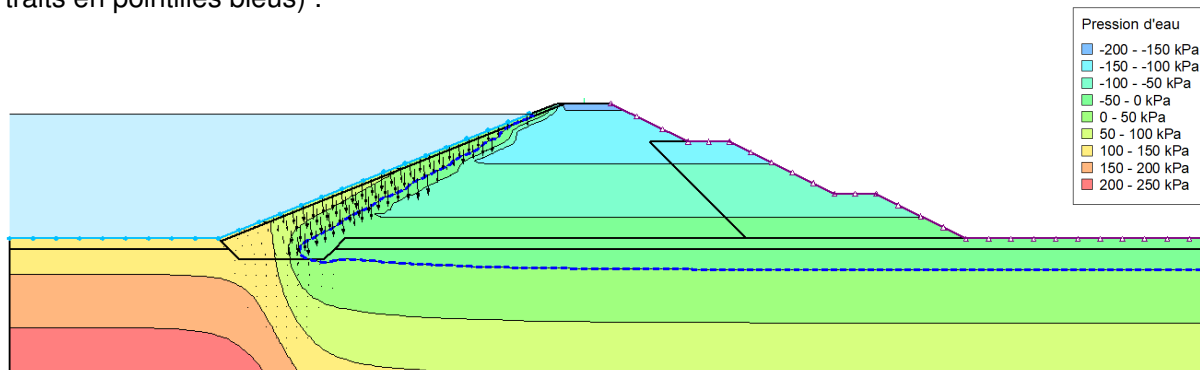 traits en pointillés bleus) :
Pression d'eau
-200 - -150 kPa
-150 - -100 kPa
-100 - -50 kPa
-50 - 0 kPa
0 - 50 kPa
50 - 100 kPa
100 - 150 kPa
150 - 200 kPa
200 - 250 kPa